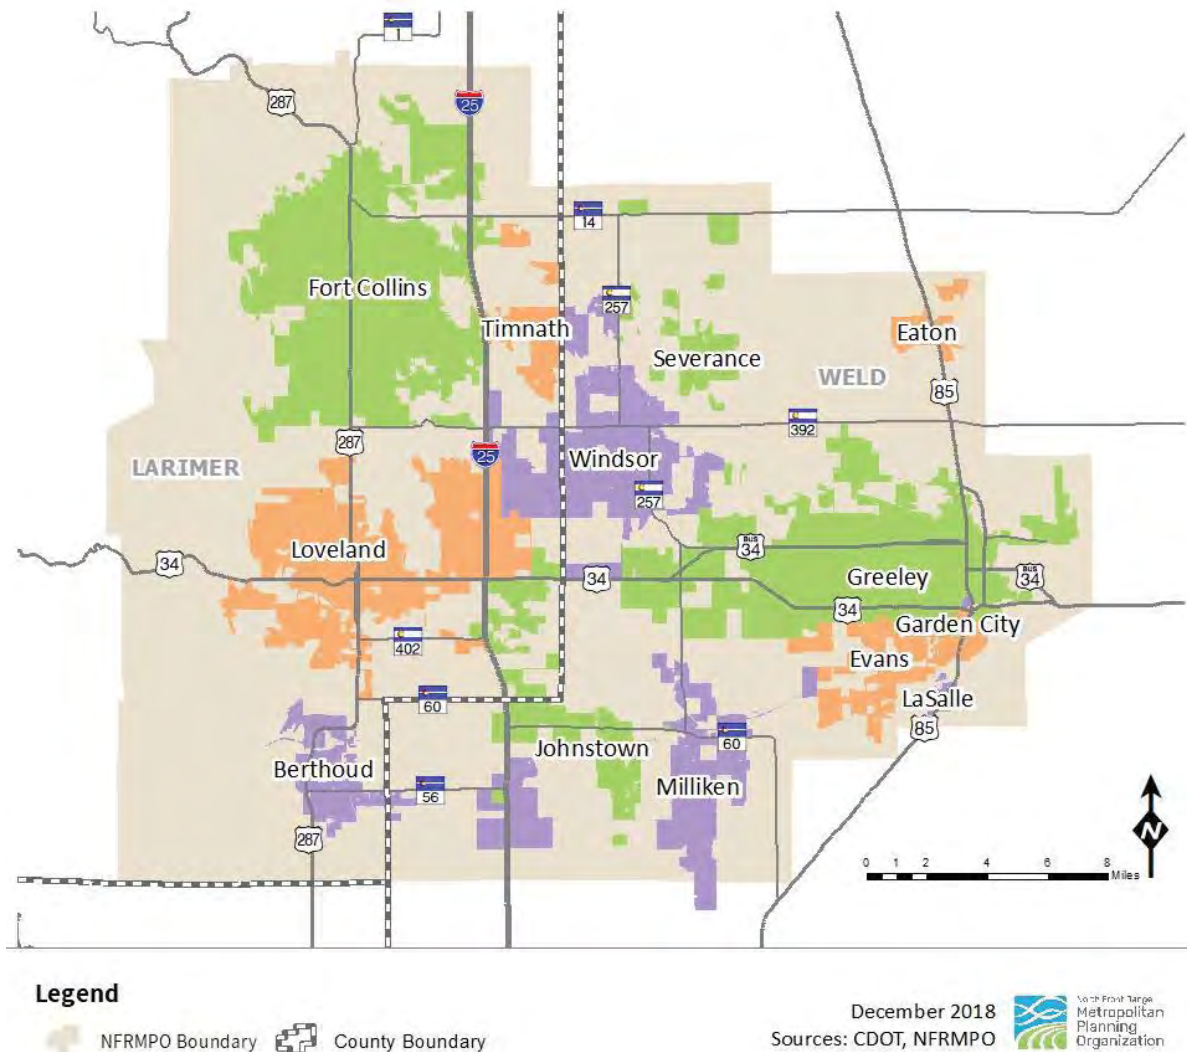 1
287
25
14
Fort Collins
257
Timnath
Eaton
Severance
WELD
85
392
287
25
LARIMER
Windsor
257
Loveland
BUS
34
34
34
Greeley
BUS
34
34
Garden City
402
Evans
60
LaSalle
85
60
Johnstown
Berthoud
Milliken
56
287
N
0 1 2 4 6 8
Miles
Legend
NFRMPO Boundary
County Boundary
December 2018
Sources: CDOT, NFRMPO
North Front Range
Metropolitan
Planning
Organization